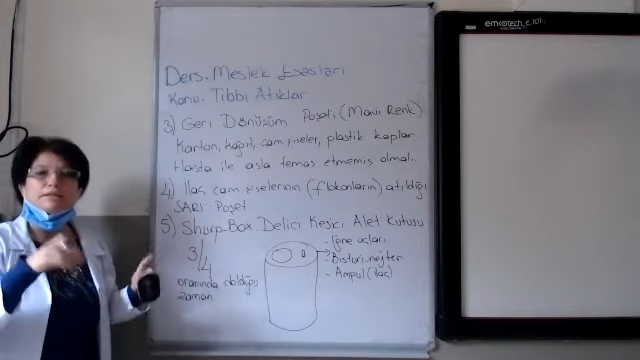 Ders. Meslek Esasları
Konu. Tıbbi Atıklar
3) Geri Dönüşüm Poşeti (Mavi Renk)
Karton, kağıt, cam şişeler, plastik kaplar
Hasta ile asla temas etmemiş olmalı.
4) İlaç cam şişelerinin (flakonların) atıldığı
SARI Poşet
5) Sharp-Box Delici Kesici Alet Kutusu
3/4
oranında dolduğu
zaman
- İğne uçları
- Bisturi-neşter
- Ampul (ilaç)
emkotech